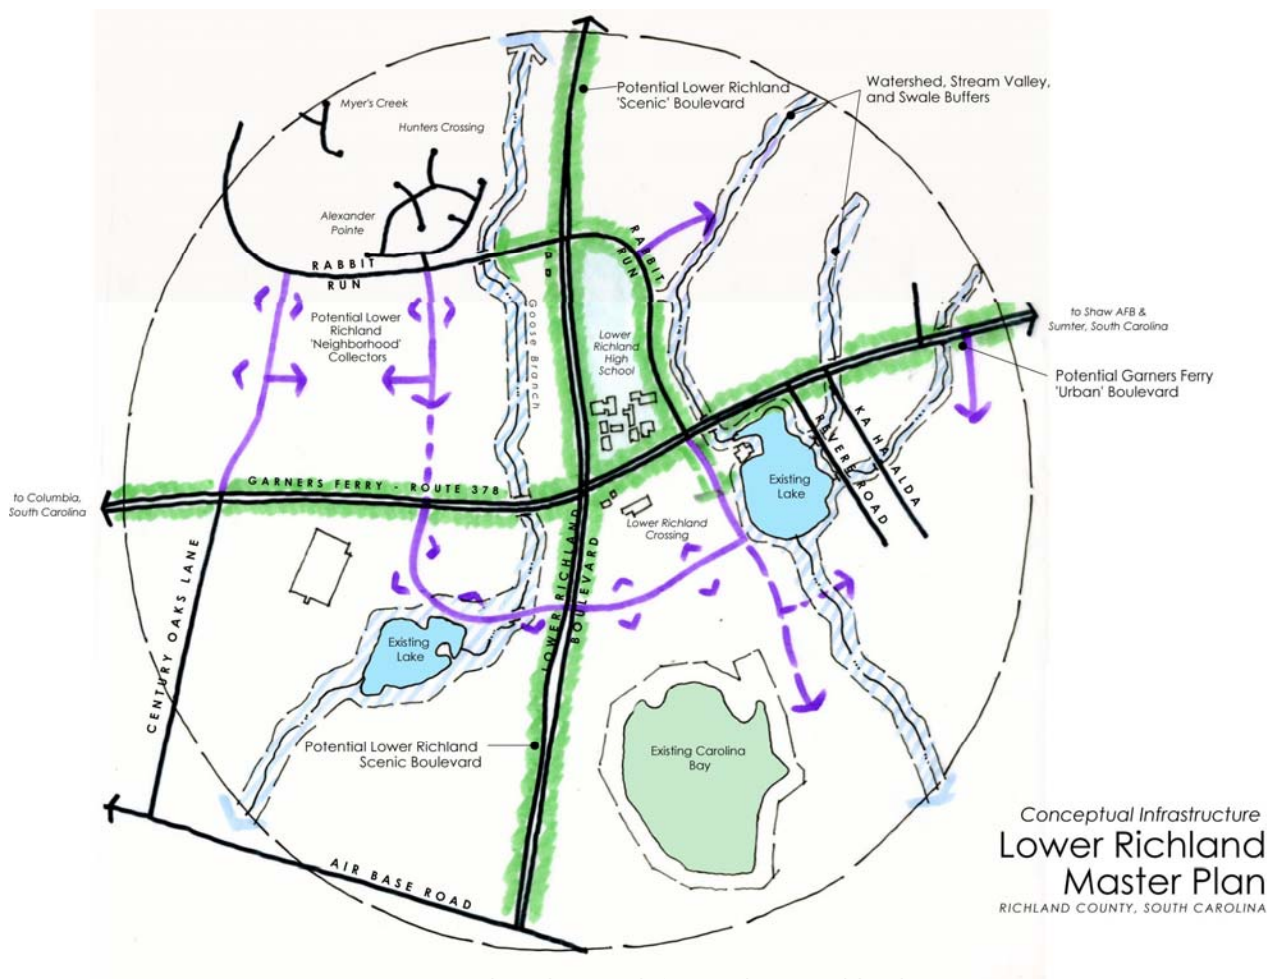 Potential Lower Richland
'Scenic' Boulevard
Watershed, Stream Valley,
and Swale Buffers
Myer's Creek
Hunters Crossing
Alexander
Pointe
RABBIT
RUN
RABBIT
RUN
Potential Lower
Richland
'Neighborhood'
Collectors
Goose Branch
Lower
Richland
High
School
to Shaw AFB &
Sumter, South Carolina
Potential Garners Ferry
'Urban' Boulevard
KA HA ALDA
REVERE ROAD
Existing
Lake
GARNERS FERRY - ROUTE 378
to Columbia,
South Carolina
Lower Richland
Crossing
LOWER RICHLAND
BOULEVARD
CENTURY OAKS LANE
Existing
Lake
Potential Lower Richland
Scenic Boulevard
Existing Carolina
Bay
AIR BASE ROAD
Conceptual Infrastructure
Lower Richland
Master Plan
RICHLAND COUNTY, SOUTH CAROLINA